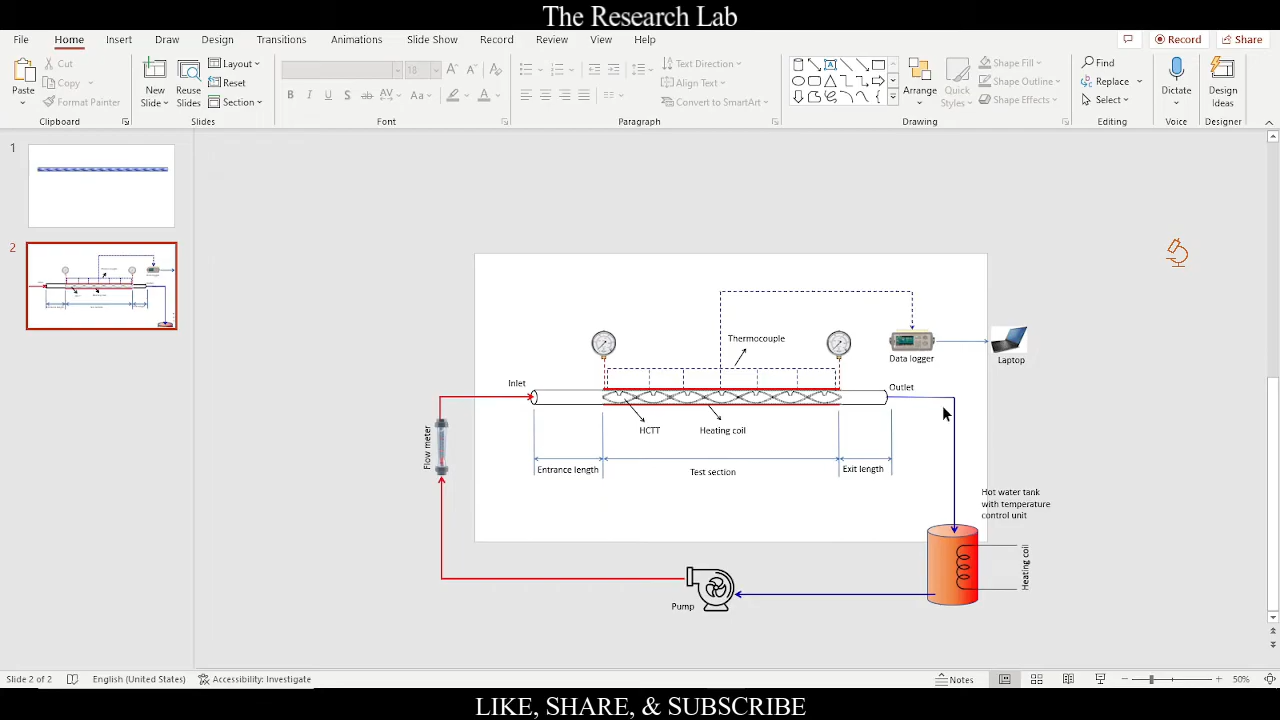 The Research Lab
File Home Insert Draw Design Transitions Animations Slide Show Record Review View Help Record Share
Paste Cut Copy Format Painter Clipboard
New Slide Reuse Slides Layout Reset Section Slides
18 A A A
B I U S ab AV Aa A Font
Text Direction Align Text Convert to SmartArt Paragraph
A Arrange Quick Styles Shape Fill Shape Outline Shape Effects Drawing
Find Replace Select Editing
Dictate Voice
Design Ideas Designer
1
2
Thermocouple
Data logger
Laptop
Inlet
Outlet
HCTT
Heating coil
Flow meter
Entrance length
Test section
Exit length
Hot water tank
with temperature
control unit
Heating coil
Pump
Slide 2 of 2 English (United States) Accessibility: Investigate Notes 50%
LIKE, SHARE, & SUBSCRIBE